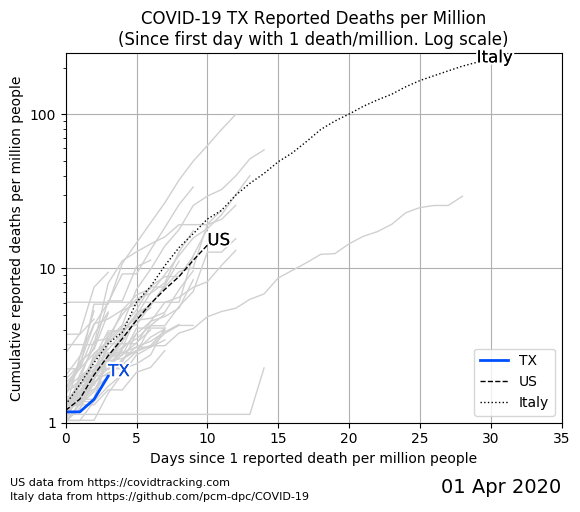 COVID-19 TX Reported Deaths per Million
(Since first day with 1 death/million. Log scale)
Cumulative reported deaths per million people
100
10
1
Italy
US
TX
TX
US
Italy
0 5 10 15 20 25 30 35
Days since 1 reported death per million people
US data from https://covidtracking.com
Italy data from https://github.com/pcm-dpc/COVID-19
01 Apr 2020